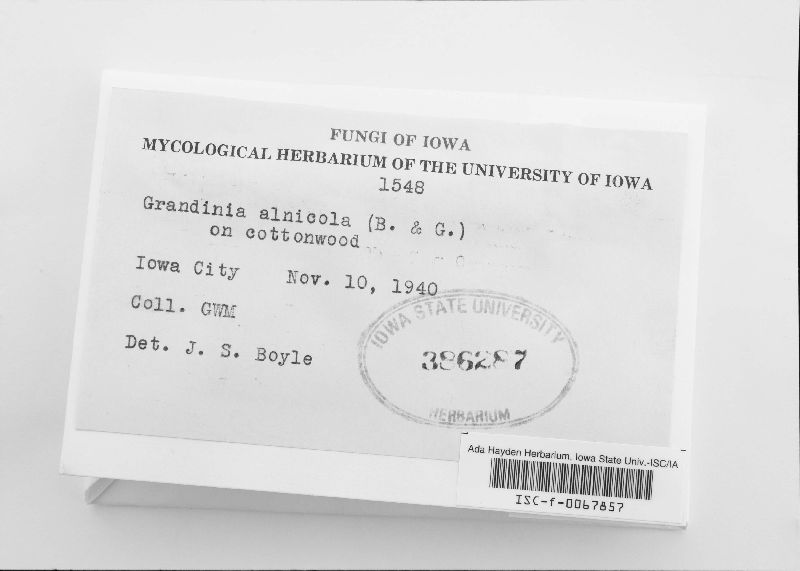 FUNGI OF IOWA
MYCOLOGICAL HERBARIUM OF THE UNIVERSITY OF IOWA
1548
Grandinia alnicola (B. & G.)
on cottonwood
Iowa City Nov. 10, 1940
Coll. GWM
Det. J. S. Boyle
IOWA STATE UNIVERSITY
386287
HERBARIUM
Ada Hayden Herbarium, Iowa State Univ.-ISC/IA
ISC-f-0067857